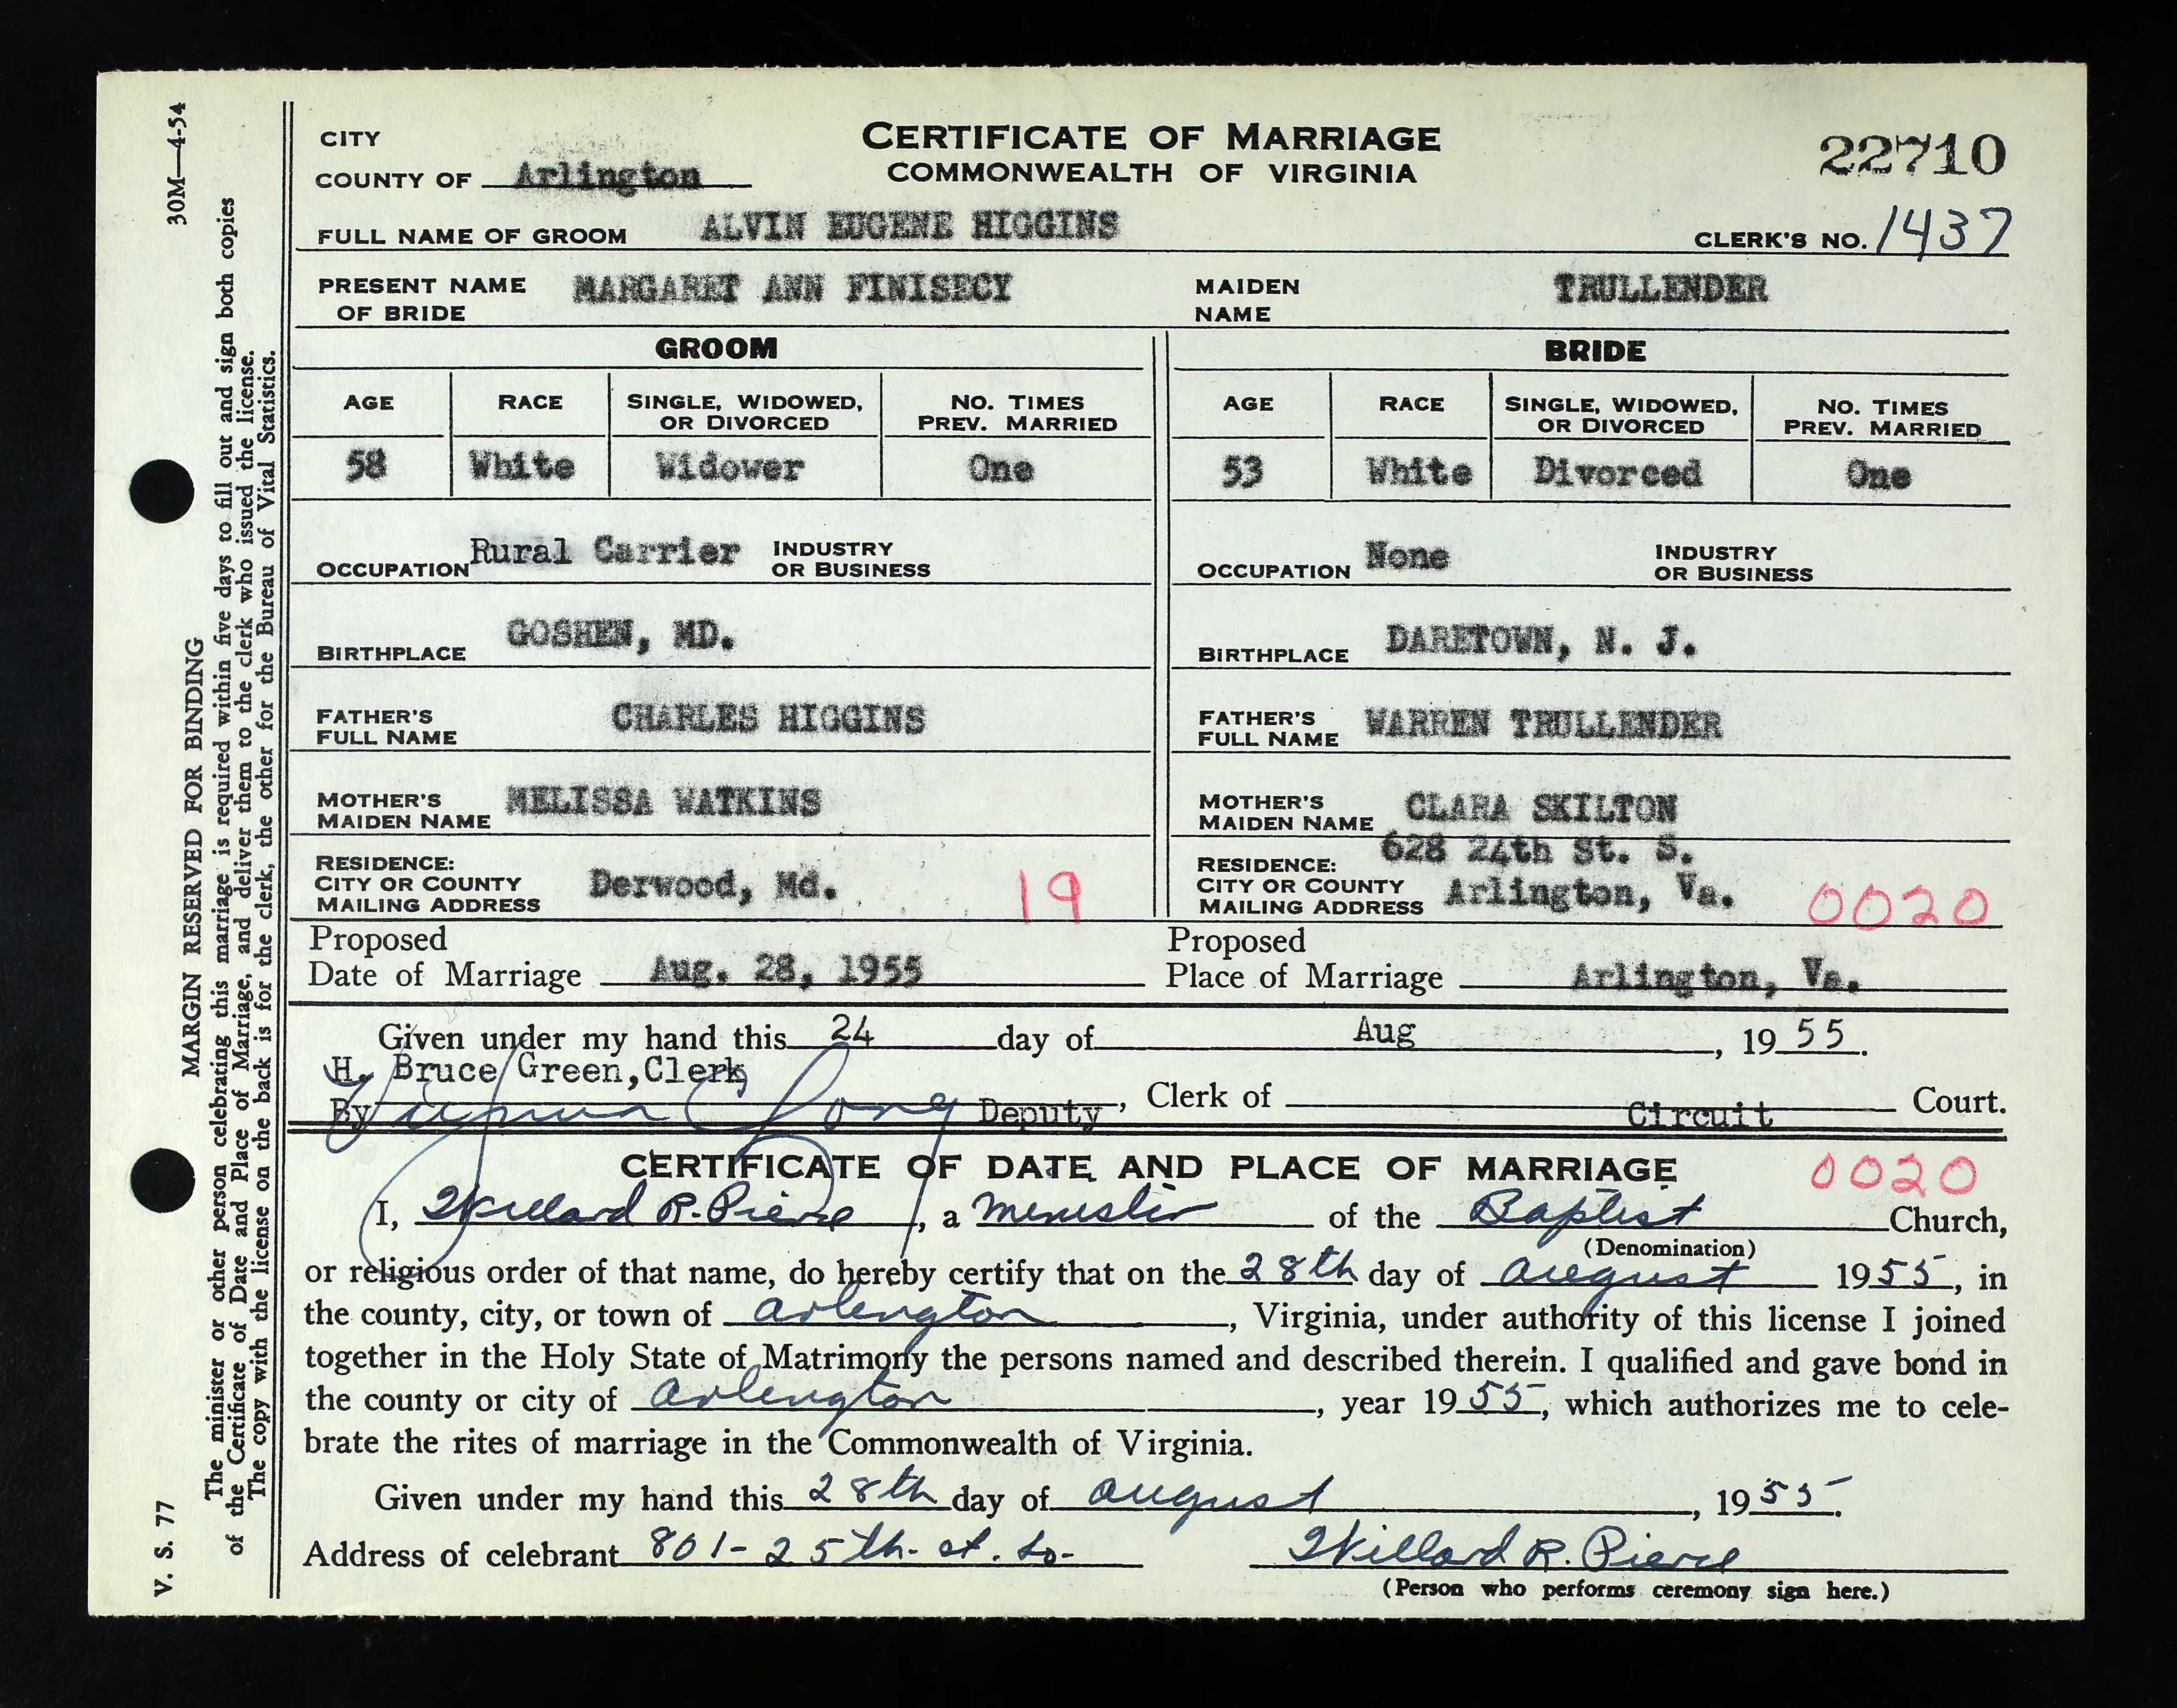 CITY
CERTIFICATE OF MARRIAGE
22710
COUNTY OF Arlington
COMMONWEALTH OF VIRGINIA
FULL NAME OF GROOM ALVIN EUGENE HIGGINS
CLERK'S NO. 1437
PRESENT NAME OF BRIDE MARGARET ANN FINISECY
MAIDEN NAME TRULLENDER
GROOM
BRIDE
AGE RACE SINGLE, WIDOWED, OR DIVORCED NO. TIMES PREV. MARRIED
AGE RACE SINGLE, WIDOWED, OR DIVORCED NO. TIMES PREV. MARRIED
58 White Widower One
53 White Divorced One
OCCUPATION Rural Carrier INDUSTRY OR BUSINESS
OCCUPATION None INDUSTRY OR BUSINESS
BIRTHPLACE GOSHEN, MD.
BIRTHPLACE DARETOWN, N. J.
FATHER'S FULL NAME CHARLES HIGGINS
FATHER'S FULL NAME WARREN TRULLENDER
MOTHER'S MAIDEN NAME MELISSA WATKINS
MOTHER'S MAIDEN NAME CLARA SKILTON
RESIDENCE: CITY OR COUNTY MAILING ADDRESS Derwood, Md. 19
RESIDENCE: CITY OR COUNTY MAILING ADDRESS 628 24th St. S. Arlington, Va. 0020
Proposed Date of Marriage Aug. 28, 1955
Proposed Place of Marriage Arlington, Va.
Given under my hand this 24 day of Aug, 1955.
H. Bruce Green,Clerk
By Deputy, Clerk of Circuit Court.
CERTIFICATE OF DATE AND PLACE OF MARRIAGE 0020
I, Willard R. Pierce, a minister of the Baptist Church,
(Denomination)
or religious order of that name, do hereby certify that on the 28th day of August 1955, in
the county, city, or town of Arlington, Virginia, under authority of this license I joined
together in the Holy State of Matrimony the persons named and described therein. I qualified and gave bond in
the county or city of Arlington, year 1955, which authorizes me to cele-
brate the rites of marriage in the Commonwealth of Virginia.
Given under my hand this 28th day of August, 1955.
Address of celebrant 801-25th-st. So- Willard R. Pierce
(Person who performs ceremony sign here.)
V. S. 77
MARGIN RESERVED FOR BINDING
30M—4-54
The minister or other person celebrating this marriage is required within five days to fill out and sign both copies
of the Certificate of Date and Place of Marriage, and deliver them to the clerk who issued the license.
The copy with the license on the back is for the clerk, the other for the Bureau of Vital Statistics.